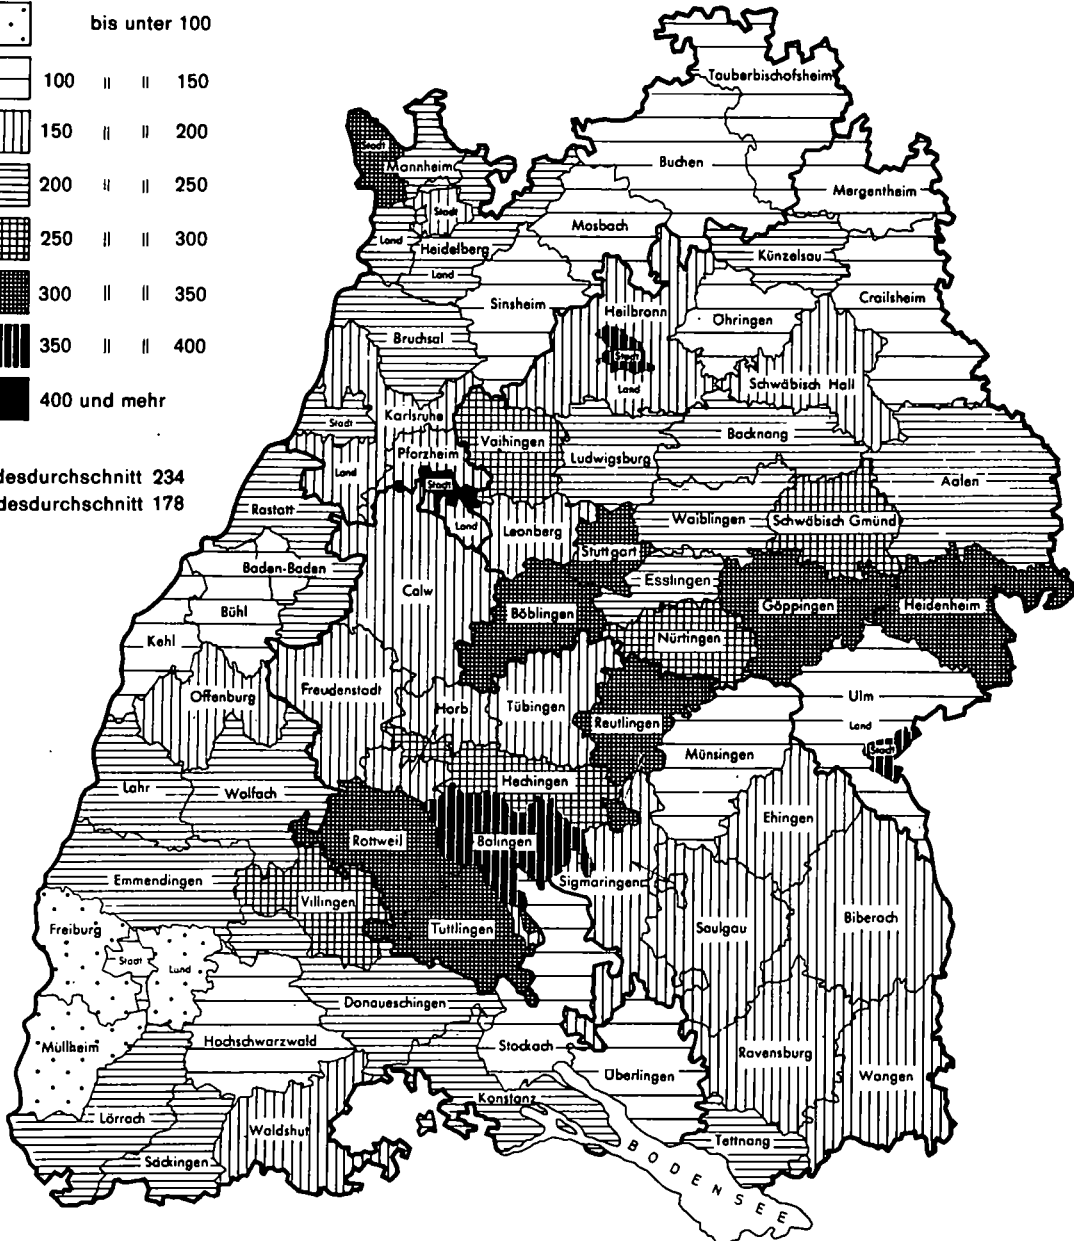 bis unter 100
100 " " 150
150 " " 200
200 " " 250
250 " " 300
300 " " 350
350 " " 400
400 und mehr
desdurchschnitt 234
desdurchschnitt 178
Tauberbischofsheim
Stadt
Mannheim
Buchen
Mergentheim
Stadt
Mosbach
Land
Heidelberg
Künzelsau
Land
Sinsheim
Crailsheim
Heilbronn
Öhringen
Bruchsal
Stadt
Schwäbisch Hall
Land
Karlsruhe
Stadt
Vaihingen
Backnang
Pforzheim
Ludwigsburg
Land
Stadt
Aalen
Rastatt
Land
Leonberg
Waiblingen
Schwäbisch Gmünd
Stuttgart
Baden-Baden
Esslingen
Calw
Bühl
Böblingen
Göppingen
Heidenheim
Kehl
Nürtingen
Offenburg
Freudenstadt
Horb
Tübingen
Reutlingen
Ulm
Land
Stadt
Münsingen
Lahr
Wolfach
Hechingen
Ehingen
Rottweil
Balingen
Emmendingen
Sigmaringen
Villingen
Freiburg
Tuttlingen
Saulgau
Biberach
Stadt
Land
Donaueschingen
Müllheim
Hochschwarzwald
Stockach
Ravensburg
Überlingen
Wangen
Konstanz
Lörrach
Waldshut
Tettnang
Säckingen
BODENSEE